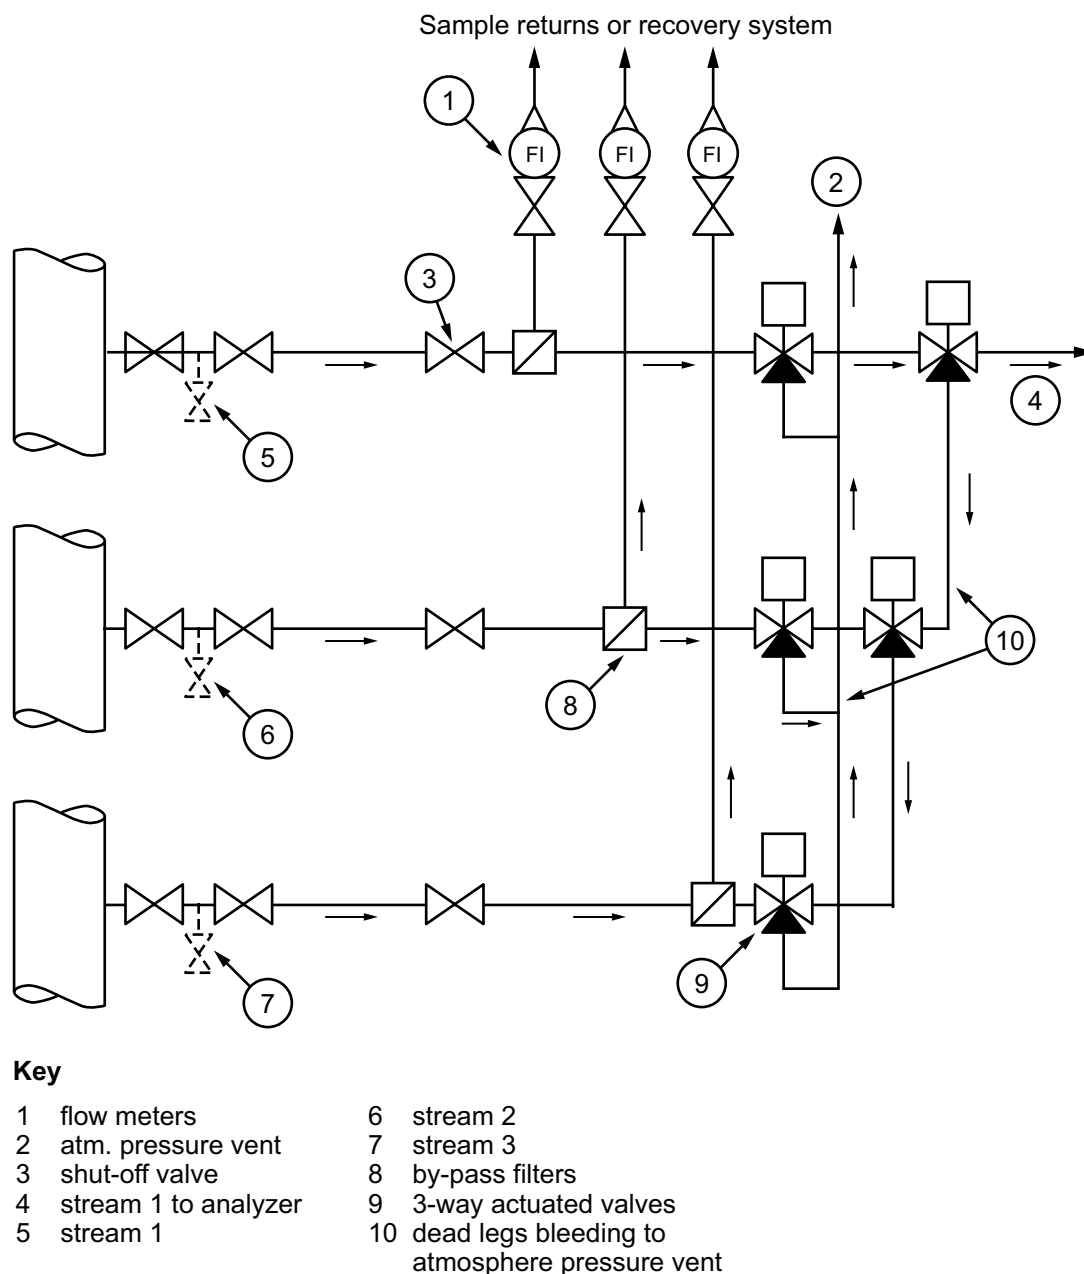 Sample returns or recovery system
1
FI FI FI
2
3
4
5
6
8
10
7
9
Key
1 flow meters
2 atm. pressure vent
3 shut-off valve
4 stream 1 to analyzer
5 stream 1
6 stream 2
7 stream 3
8 by-pass filters
9 3-way actuated valves
10 dead legs bleeding to
atmosphere pressure vent